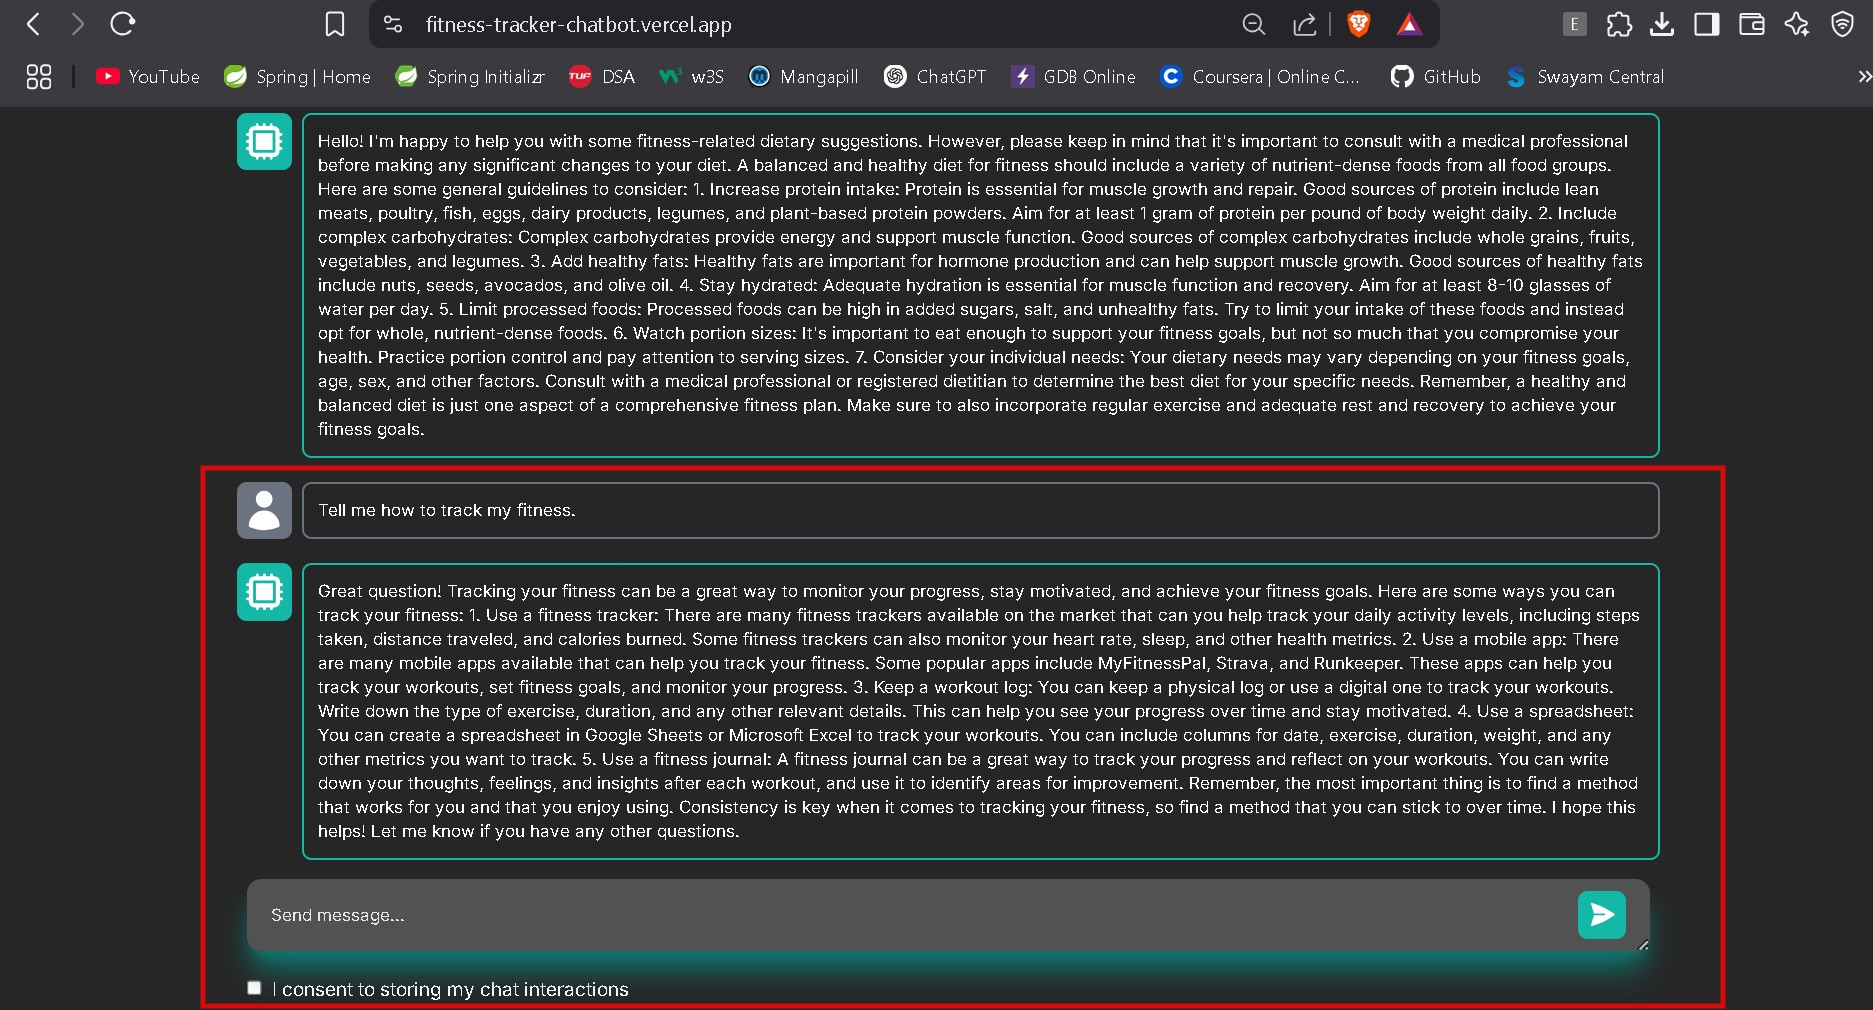 fitness-tracker-chatbot.vercel.app
E
YouTube Spring | Home Spring Initializr TUF DSA w3S Mangapill ChatGPT GDB Online Coursera | Online C... GitHub Swayam Central
Hello! I'm happy to help you with some fitness-related dietary suggestions. However, please keep in mind that it's important to consult with a medical professional
before making any significant changes to your diet. A balanced and healthy diet for fitness should include a variety of nutrient-dense foods from all food groups.
Here are some general guidelines to consider: 1. Increase protein intake: Protein is essential for muscle growth and repair. Good sources of protein include lean
meats, poultry, fish, eggs, dairy products, legumes, and plant-based protein powders. Aim for at least 1 gram of protein per pound of body weight daily. 2. Include
complex carbohydrates: Complex carbohydrates provide energy and support muscle function. Good sources of complex carbohydrates include whole grains, fruits,
vegetables, and legumes. 3. Add healthy fats: Healthy fats are important for hormone production and can help support muscle growth. Good sources of healthy fats
include nuts, seeds, avocados, and olive oil. 4. Stay hydrated: Adequate hydration is essential for muscle function and recovery. Aim for at least 8-10 glasses of
water per day. 5. Limit processed foods: Processed foods can be high in added sugars, salt, and unhealthy fats. Try to limit your intake of these foods and instead
opt for whole, nutrient-dense foods. 6. Watch portion sizes: It's important to eat enough to support your fitness goals, but not so much that you compromise your
health. Practice portion control and pay attention to serving sizes. 7. Consider your individual needs: Your dietary needs may vary depending on your fitness goals,
age, sex, and other factors. Consult with a medical professional or registered dietitian to determine the best diet for your specific needs. Remember, a healthy and
balanced diet is just one aspect of a comprehensive fitness plan. Make sure to also incorporate regular exercise and adequate rest and recovery to achieve your
fitness goals.
Tell me how to track my fitness.
Great question! Tracking your fitness can be a great way to monitor your progress, stay motivated, and achieve your fitness goals. Here are some ways you can
track your fitness: 1. Use a fitness tracker: There are many fitness trackers available on the market that can you help track your daily activity levels, including steps
taken, distance traveled, and calories burned. Some fitness trackers can also monitor your heart rate, sleep, and other health metrics. 2. Use a mobile app: There
are many mobile apps available that can help you track your fitness. Some popular apps include MyFitnessPal, Strava, and Runkeeper. These apps can help you
track your workouts, set fitness goals, and monitor your progress. 3. Keep a workout log: You can keep a physical log or use a digital one to track your workouts.
Write down the type of exercise, duration, and any other relevant details. This can help you see your progress over time and stay motivated. 4. Use a spreadsheet:
You can create a spreadsheet in Google Sheets or Microsoft Excel to track your workouts. You can include columns for date, exercise, duration, weight, and any
other metrics you want to track. 5. Use a fitness journal: A fitness journal can be a great way to track your progress and reflect on your workouts. You can write
down your thoughts, feelings, and insights after each workout, and use it to identify areas for improvement. Remember, the most important thing is to find a method
that works for you and that you enjoy using. Consistency is key when it comes to tracking your fitness, so find a method that you can stick to over time. I hope this
helps! Let me know if you have any other questions.
Send message...
I consent to storing my chat interactions